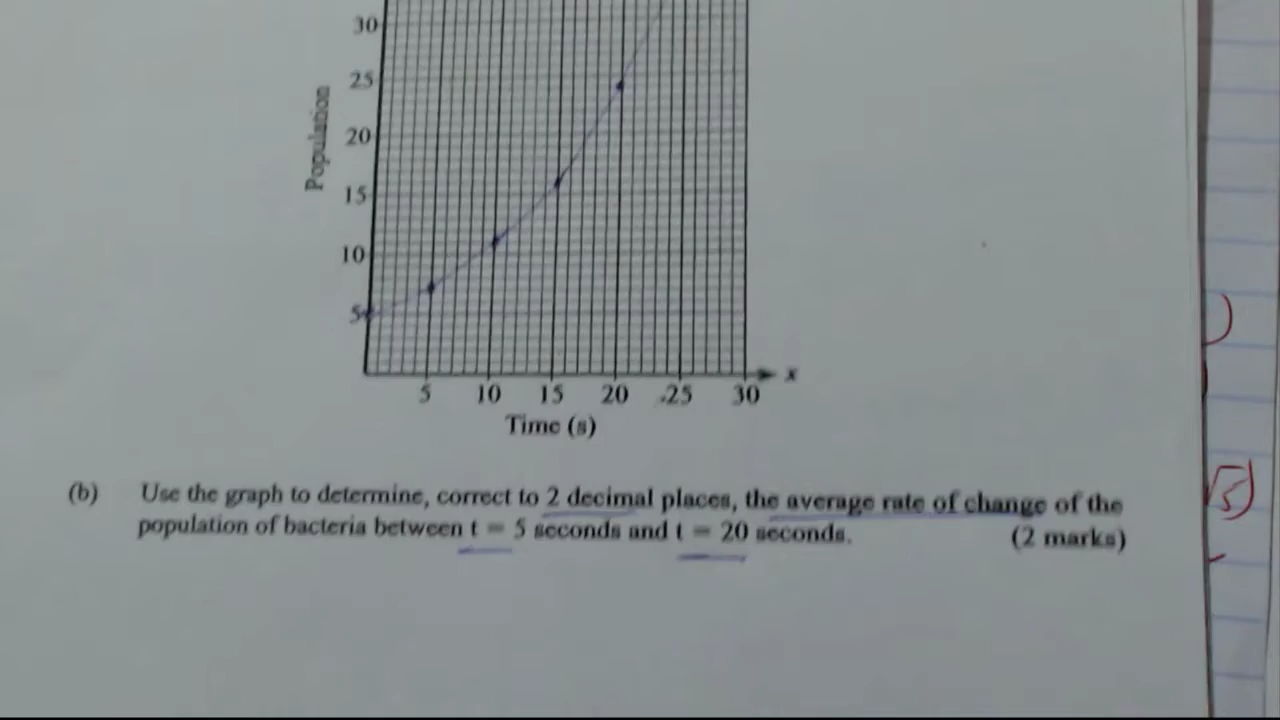 30
25
20
15
10
5
Population
5 10 15 20 25 30 x
Time (s)
(b) Use the graph to determine, correct to 2 decimal places, the average rate of change of the
population of bacteria between t = 5 seconds and t = 20 seconds. (2 marks)
√5)